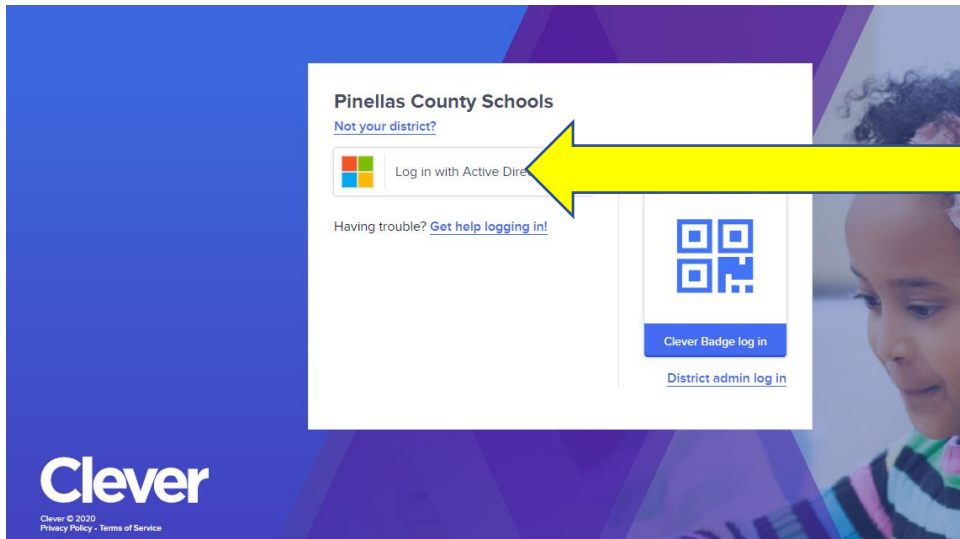 Pinellas County Schools
Not your district?
Log in with Active
Having trouble? Get help logging in!
Clever Badge log in
District admin log in
Clever
Clever © 2020
Privacy Policy - Terms of Service